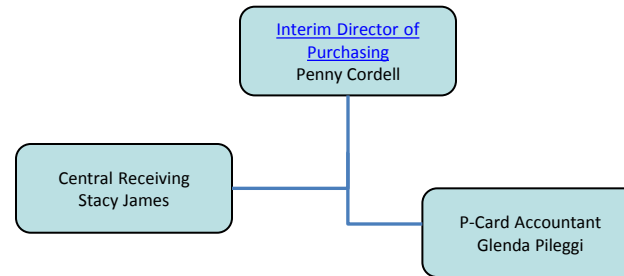 Interim Director of
Purchasing
Penny Cordell
Central Receiving
Stacy James
P-Card Accountant
Glenda Pileggi